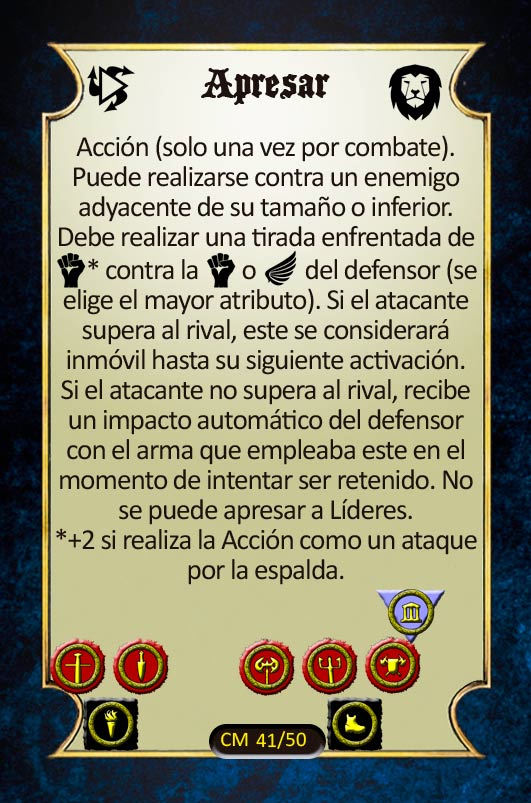 Apresar
Acción (solo una vez por combate).
Puede realizarse contra un enemigo
adyacente de su tamaño o inferior.
Debe realizar una tirada enfrentada de
* contra la o del defensor (se
elige el mayor atributo). Si el atacante
supera al rival, este se considerará
inmóvil hasta su siguiente activación.
Si el atacante no supera al rival, recibe
un impacto automático del defensor
con el arma que empleaba este en el
momento de intentar ser retenido. No
se puede apresar a Líderes.
*+2 si realiza la Acción como un ataque
por la espalda.
CM 41/50